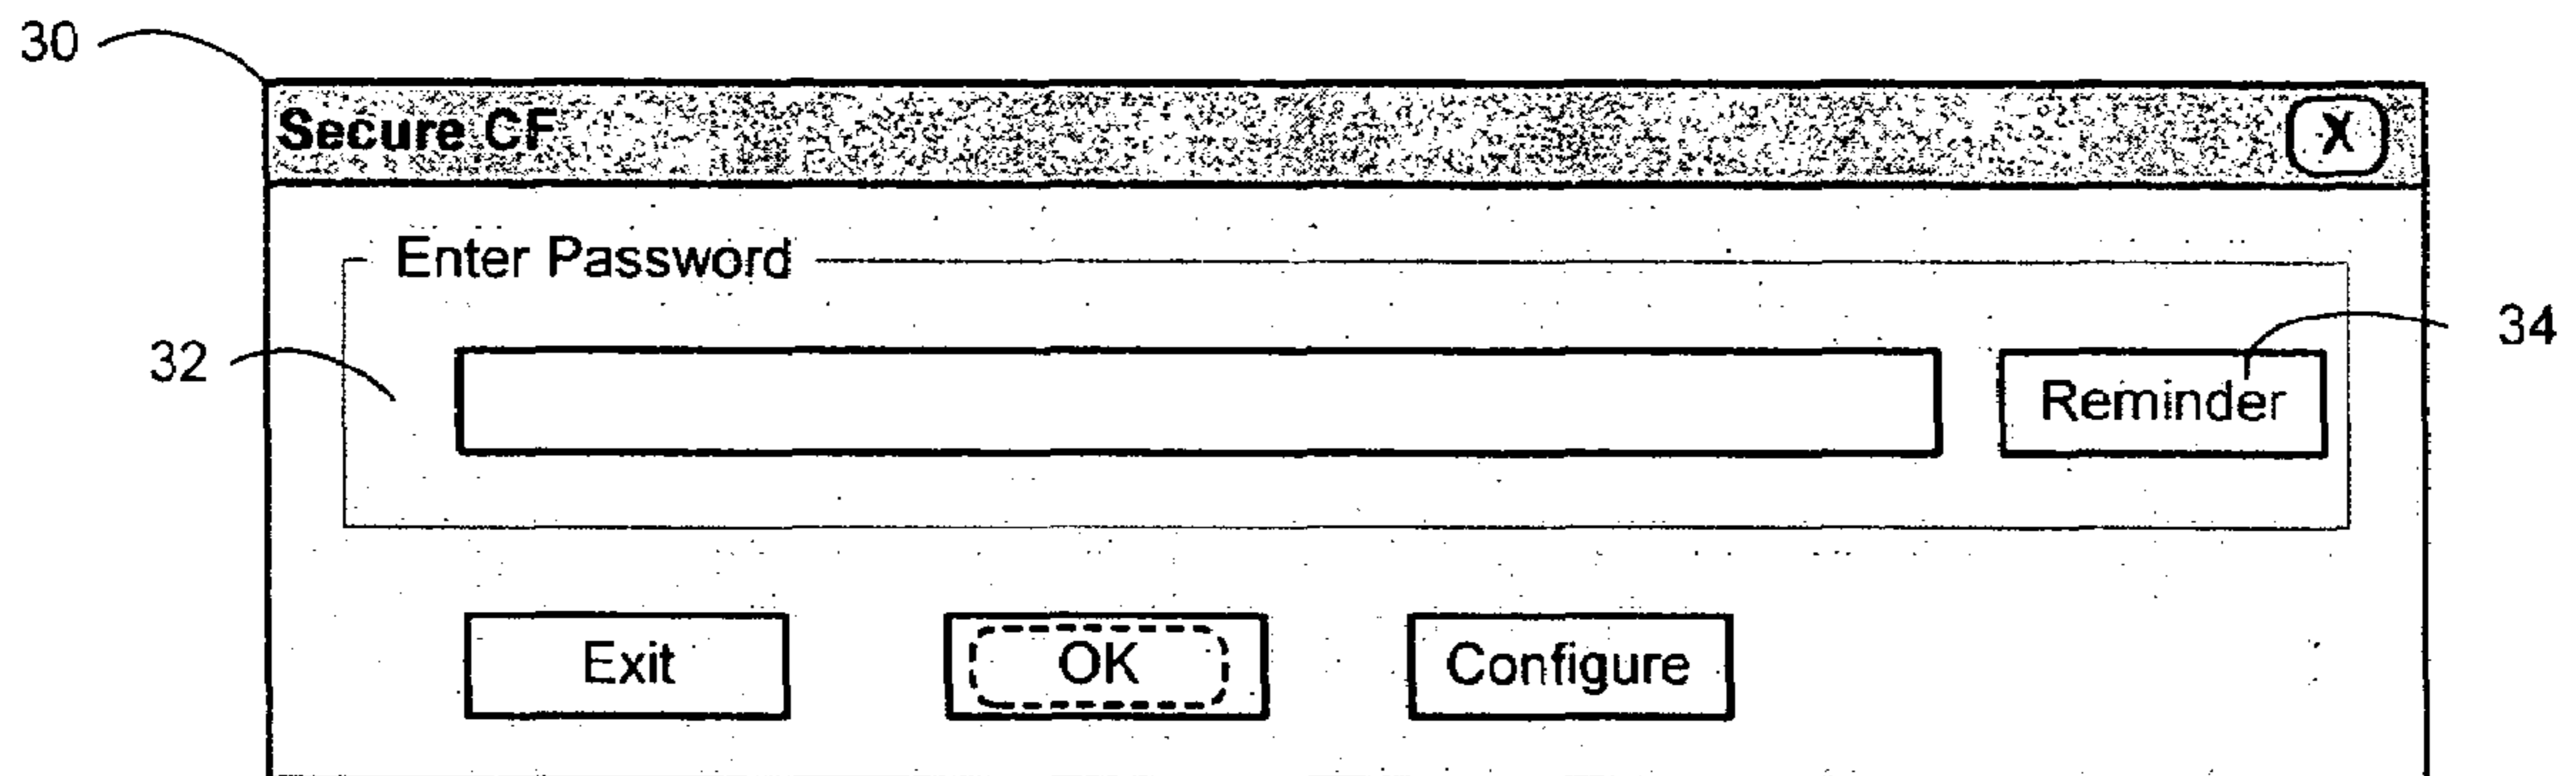 30
Secure CF
X
Enter Password
32
Reminder
34
Exit
OK
Configure